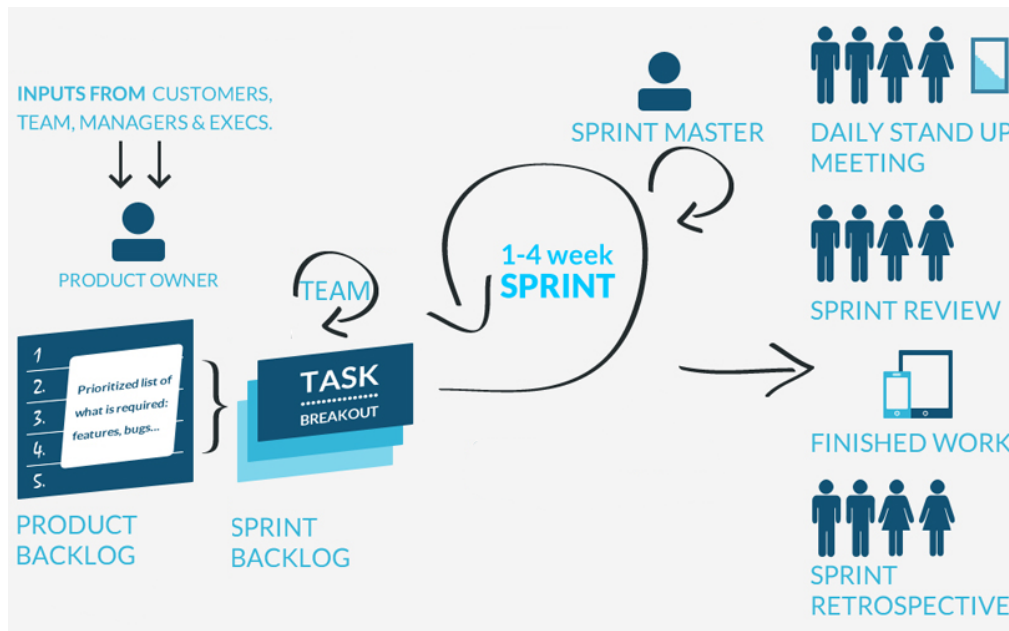 INPUTS FROM CUSTOMERS,
TEAM, MANAGERS & EXECS.
PRODUCT OWNER
1
2.
3.
4.
5.
Prioritized list of
what is required:
features, bugs...
PRODUCT
BACKLOG
TEAM
TASK
BREAKOUT
SPRINT
BACKLOG
1-4 week
SPRINT
SPRINT MASTER
DAILY STAND UP
MEETING
SPRINT REVIEW
FINISHED WORK
SPRINT
RETROSPECTIVE